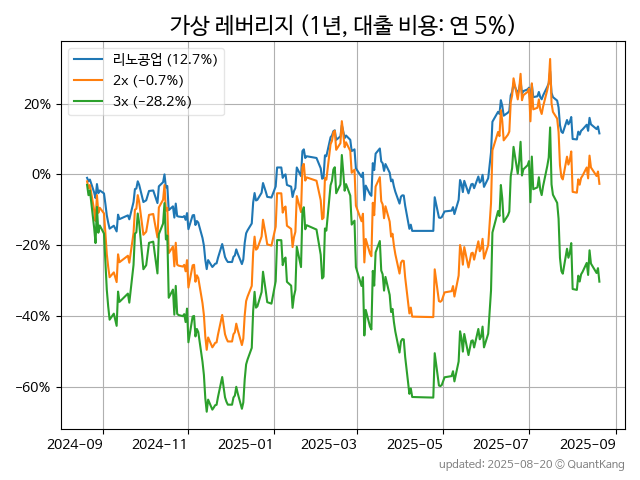 가상 레버리지 (1년, 대출 비용: 연 5%)
리노공업 (12.7%)
2x (−0.7%)
3x (−28.2%)
20%
0%
−20%
−40%
−60%
2024−09 2024−11 2025−01 2025−03 2025−05 2025−07 2025−09
updated: 2025-08-20 © QuantKang